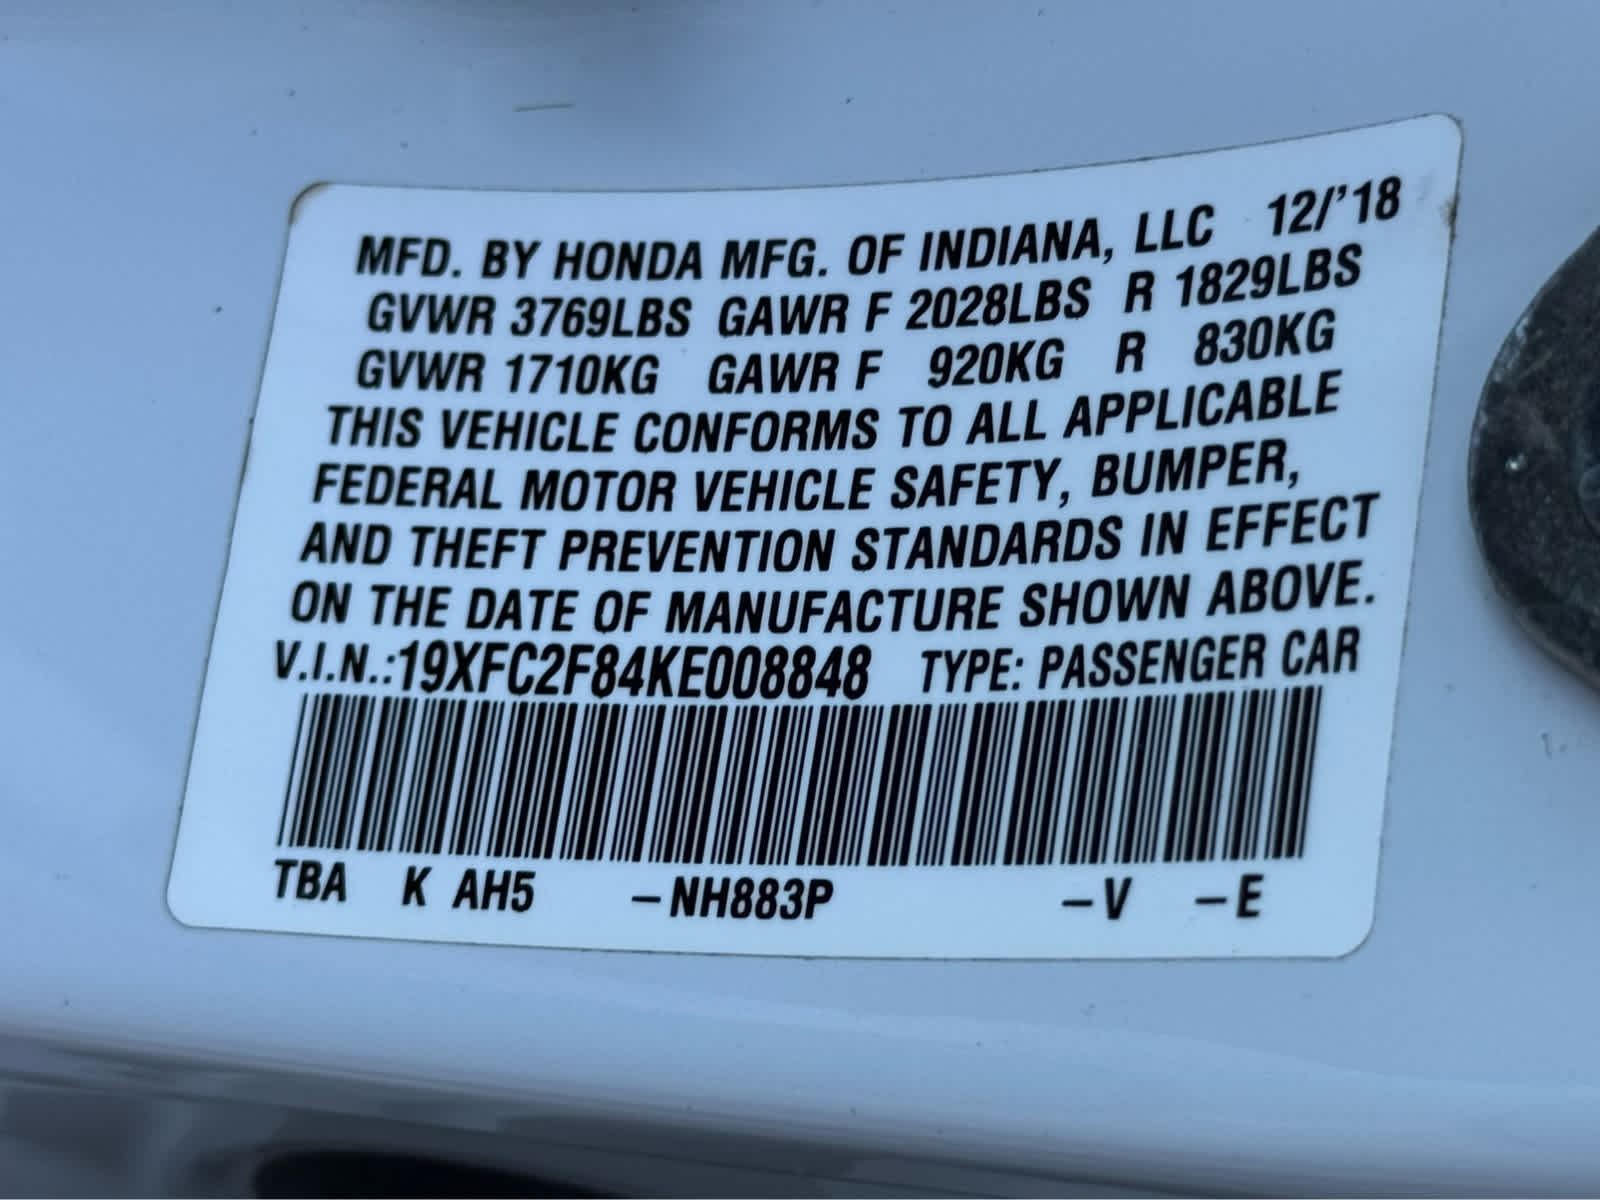 MFD. BY HONDA MFG. OF INDIANA, LLC 12/'18
GVWR 3769LBS GAWR F 2028LBS R 1829LBS
GVWR 1710KG GAWR F 920KG R 830KG
THIS VEHICLE CONFORMS TO ALL APPLICABLE
FEDERAL MOTOR VEHICLE SAFETY, BUMPER,
AND THEFT PREVENTION STANDARDS IN EFFECT
ON THE DATE OF MANUFACTURE SHOWN ABOVE.
V.I.N.:19XFC2F84KE008848 TYPE: PASSENGER CAR
TBA K AH5 –NH883P –V –E